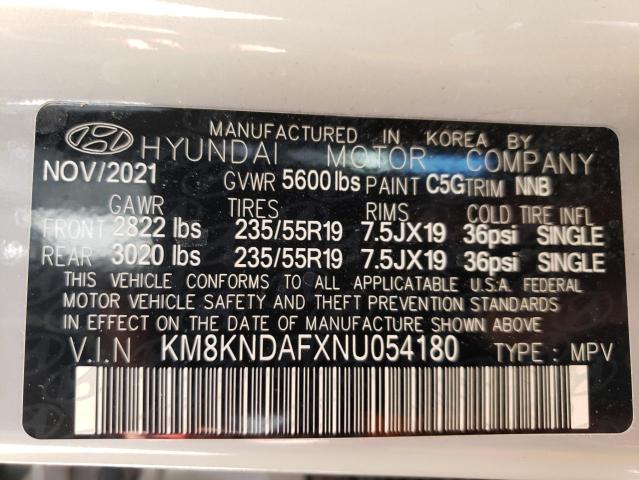 MANUFACTURED IN KOREA BY
HYUNDAI MOTOR COMPANY
NOV/2021 GVWR 5600lbs PAINT C5G TRIM NNB
GAWR TIRES RIMS COLD TIRE INFL
FRONT 2822 lbs 235/55R19 7.5JX19 36psi SINGLE
REAR 3020 lbs 235/55R19 7.5JX19 36psi SINGLE
THIS VEHICLE CONFORMS TO ALL APPLICATABLE U.S.A. FEDERAL
MOTOR VEHICLE SAFETY AND THEFT PREVENTION STANDARDS
IN EFFECT ON THE DATE OF MANUFACTURE SHOWN ABOVE
V.I.N KM8KNDAFXNU054180 TYPE : MPV